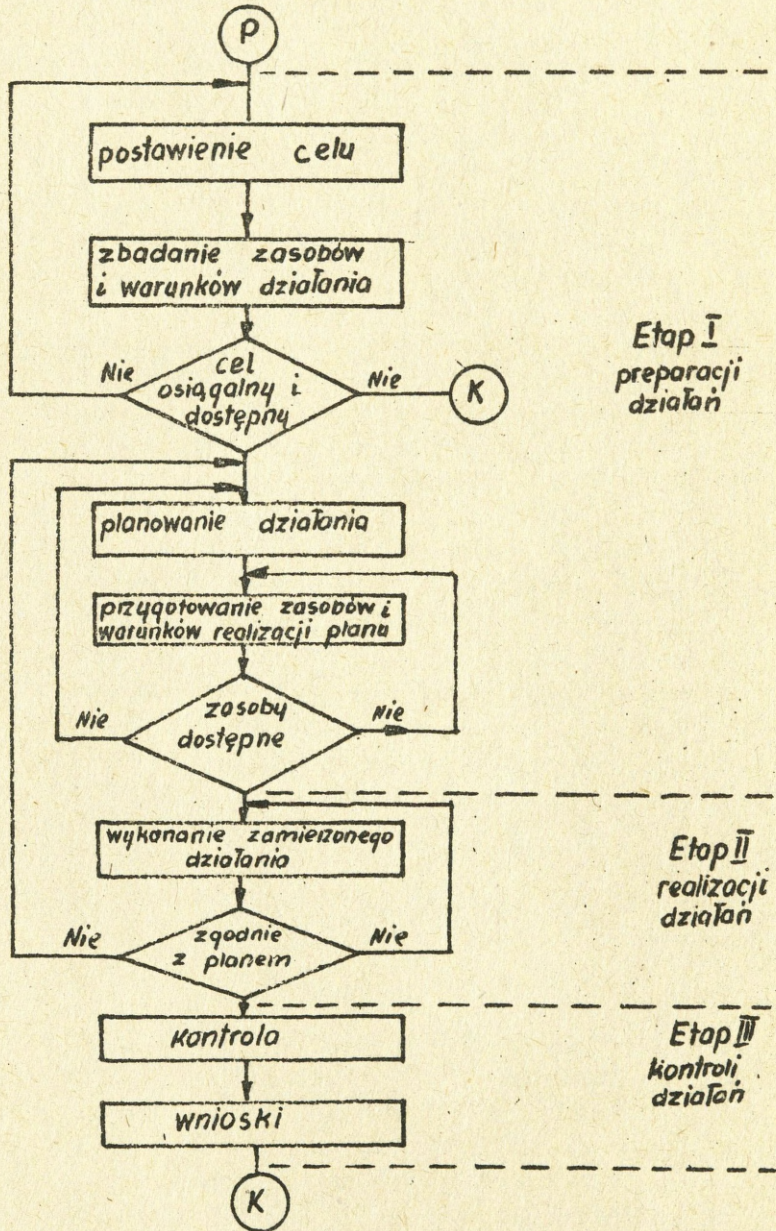 P
postawienie celu
zbadanie zasobów
i warunków działania
Nie
cel
osiągalny i
dostępny
Nie
K
Etap I
preparacji
działań
planowanie działania
przygotowanie zasobów i
warunków realizacji planu
Nie
zasoby
dostępne
Nie
wykonanie zamierzonego
działania
Etap II
realizacji
działań
Nie
zgodnie
z planem
Nie
kontrola
Etap III
kontroli
działań
wnioski
K